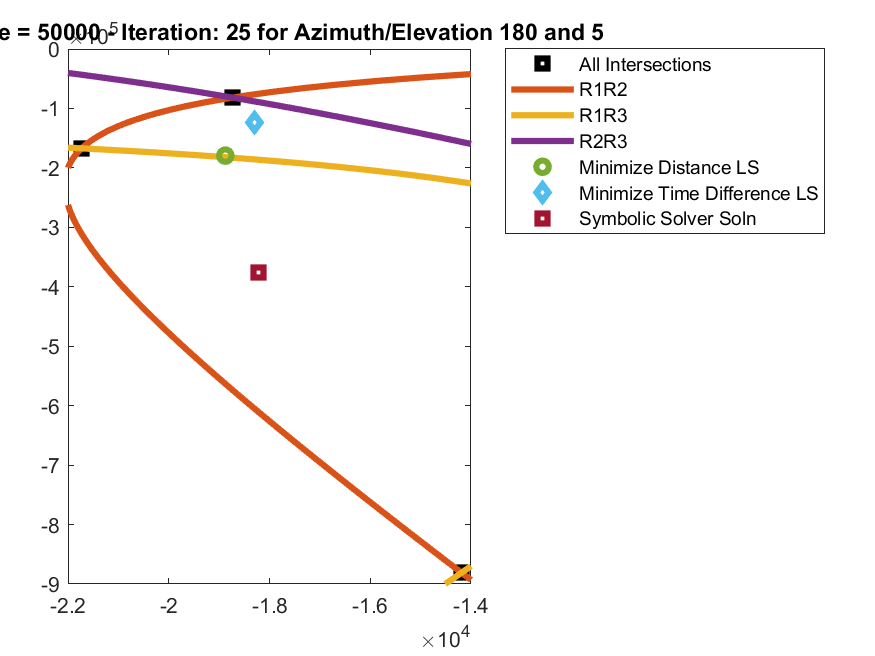 e = 50000 - Iteration: 25 for Azimuth/Elevation 180 and 5
×10^5
0
-1
-2
-3
-4
-5
-6
-7
-8
-9
-2.2 -2 -1.8 -1.6 -1.4
×10^4
All Intersections
R1R2
R1R3
R2R3
Minimize Distance LS
Minimize Time Difference LS
Symbolic Solver Soln